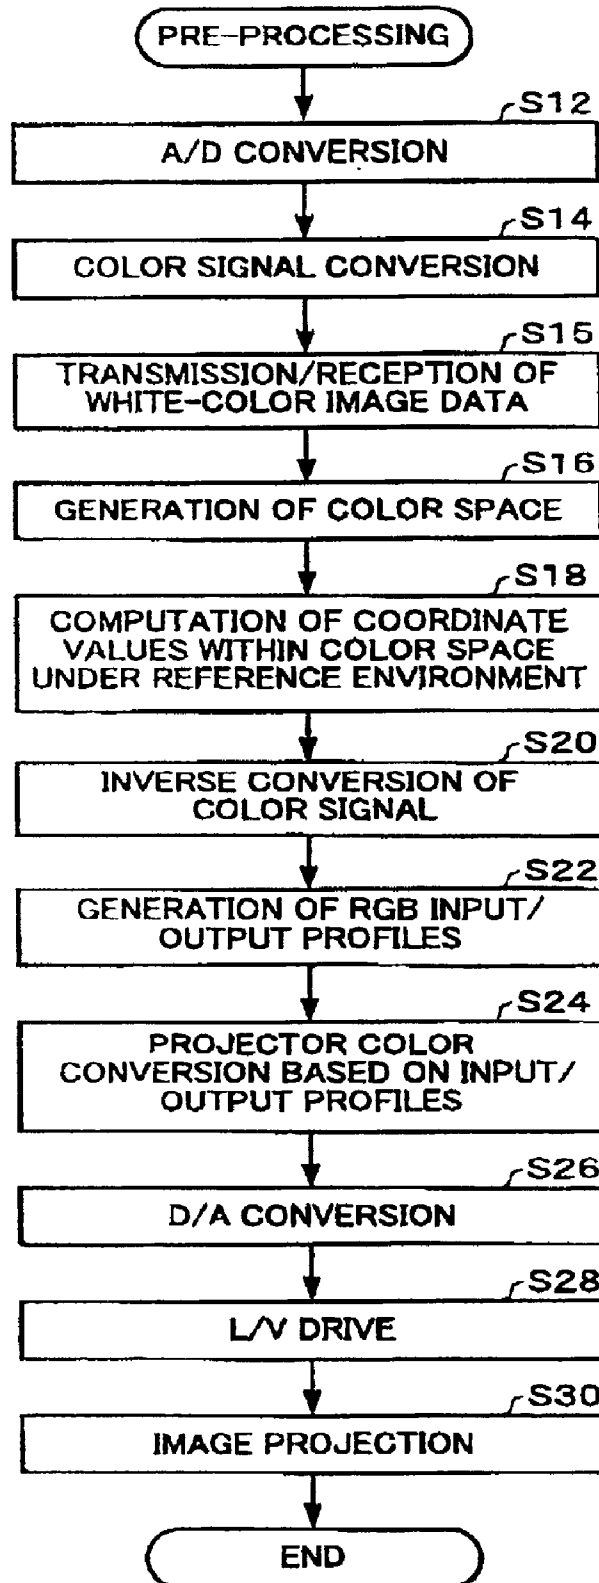 PRE-PROCESSING
S12
A/D CONVERSION
S14
COLOR SIGNAL CONVERSION
S15
TRANSMISSION/RECEPTION OF
WHITE-COLOR IMAGE DATA
S16
GENERATION OF COLOR SPACE
S18
COMPUTATION OF COORDINATE
VALUES WITHIN COLOR SPACE
UNDER REFERENCE ENVIRONMENT
S20
INVERSE CONVERSION OF
COLOR SIGNAL
S22
GENERATION OF RGB INPUT/
OUTPUT PROFILES
S24
PROJECTOR COLOR
CONVERSION BASED ON INPUT/
OUTPUT PROFILES
S26
D/A CONVERSION
S28
L/V DRIVE
S30
IMAGE PROJECTION
END